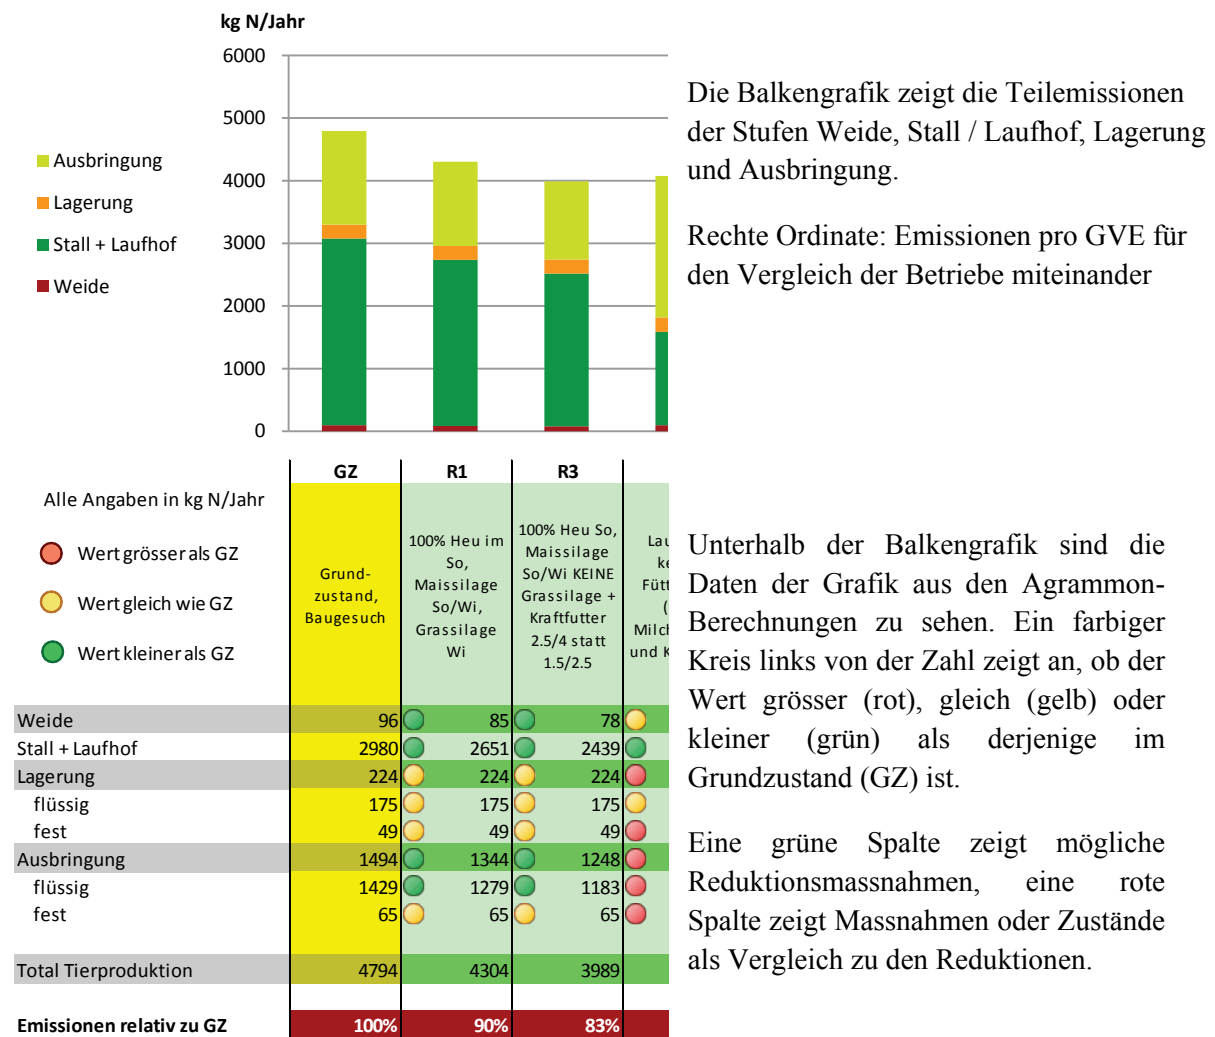 kg N/Jahr
6000
5000
4000
3000
2000
1000
0
Ausbringung
Lagerung
Stall + Laufhof
Weide
Die Balkengrafik zeigt die Teilemissionen
der Stufen Weide, Stall / Laufhof, Lagerung
und Ausbringung.
Rechte Ordinate: Emissionen pro GVE für
den Vergleich der Betriebe miteinander
GZ R1 R3
Alle Angaben in kg N/Jahr
Wert grösser als GZ
Wert gleich wie GZ
Wert kleiner als GZ
Grund-
zustand,
Baugesuch
100% Heu im
So,
Maissilage
So/Wi,
Grassilage
Wi
100% Heu So,
Maissilage
So/Wi KEINE
Grassilage +
Kraftfutter
2.5/4 statt
1.5/2.5
Lau
ke
Fütt
(
Milch
und K
Weide 96 85 78
Stall + Laufhof 2980 2651 2439
Lagerung 224 224 224
flüssig 175 175 175
fest 49 49 49
Ausbringung 1494 1344 1248
flüssig 1429 1279 1183
fest 65 65 65
Total Tierproduktion 4794 4304 3989
Emissionen relativ zu GZ 100% 90% 83%
Unterhalb der Balkengrafik sind die
Daten der Grafik aus den Agrammon-
Berechnungen zu sehen. Ein farbiger
Kreis links von der Zahl zeigt an, ob der
Wert grösser (rot), gleich (gelb) oder
kleiner (grün) als derjenige im
Grundzustand (GZ) ist.
Eine grüne Spalte zeigt mögliche
Reduktionsmassnahmen, eine rote
Spalte zeigt Massnahmen oder Zustände
als Vergleich zu den Reduktionen.